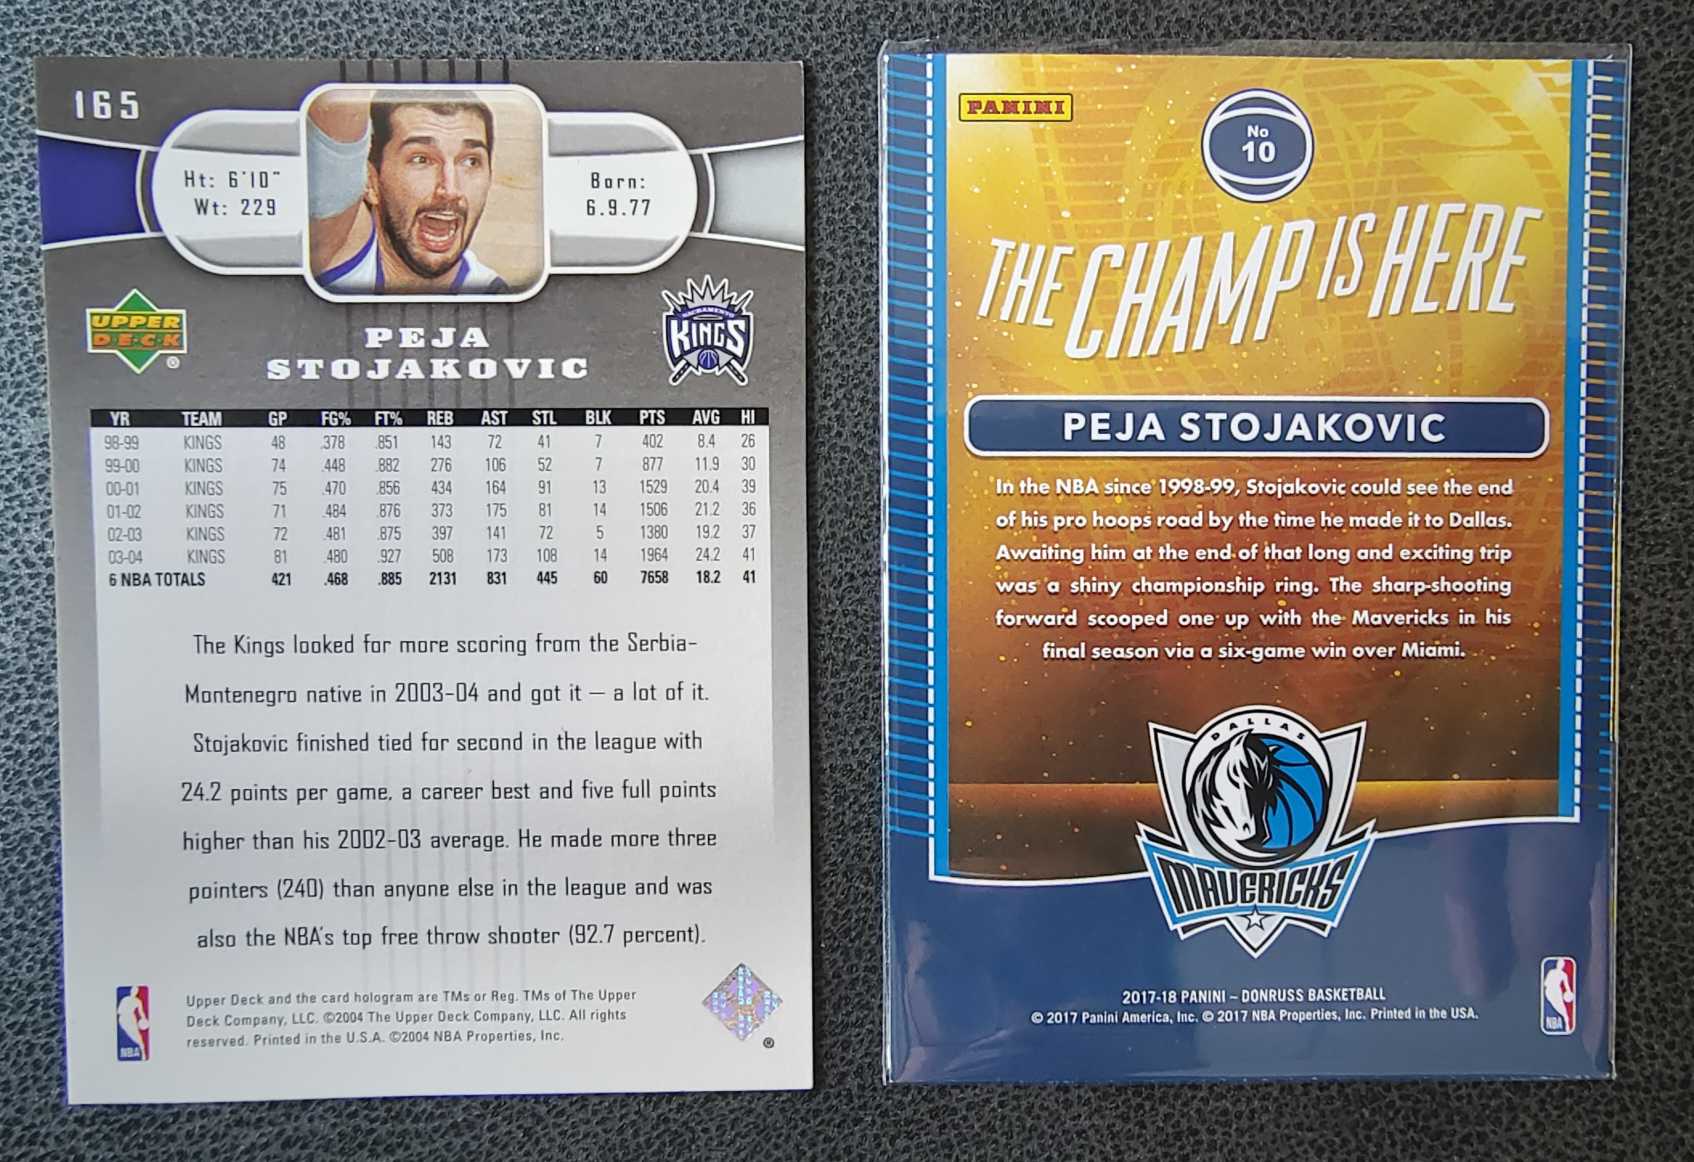 165
Ht: 6'10"
Wt: 229
Born:
6.9.77
UPPER
D·E·C·K
®
SACRAMENTO
KINGS
PEJA
STOJAKOVIC
YR TEAM GP FG% FT% REB AST STL BLK PTS AVG HI
98-99 KINGS 48 .378 .851 143 72 41 7 402 8.4 26
99-00 KINGS 74 .448 .882 276 106 52 7 877 11.9 30
00-01 KINGS 75 .470 .856 434 164 91 13 1529 20.4 39
01-02 KINGS 71 .484 .876 373 175 81 14 1506 21.2 36
02-03 KINGS 72 .481 .875 397 141 72 5 1380 19.2 37
03-04 KINGS 81 .480 .927 508 173 108 14 1964 24.2 41
6 NBA TOTALS 421 .468 .885 2131 831 445 60 7658 18.2 41
The Kings looked for more scoring from the Serbia-
Montenegro native in 2003-04 and got it – a lot of it.
Stojakovic finished tied for second in the league with
24.2 points per game, a career best and five full points
higher than his 2002-03 average. He made more three
pointers (240) than anyone else in the league and was
also the NBA's top free throw shooter (92.7 percent).
NBA
Upper Deck and the card hologram are TMs or Reg. TMs of The Upper
Deck Company, LLC. ©2004 The Upper Deck Company, LLC. All rights
reserved. Printed in the U.S.A. ©2004 NBA Properties, Inc.
®
PANINI
No
10
THE CHAMP IS HERE
PEJA STOJAKOVIC
In the NBA since 1998-99, Stojakovic could see the end
of his pro hoops road by the time he made it to Dallas.
Awaiting him at the end of that long and exciting trip
was a shiny championship ring. The sharp-shooting
forward scooped one up with the Mavericks in his
final season via a six-game win over Miami.
DALLAS
MAVERICKS
2017-18 PANINI – DONRUSS BASKETBALL
© 2017 Panini America, Inc. © 2017 NBA Properties, Inc. Printed in the USA.
NBA